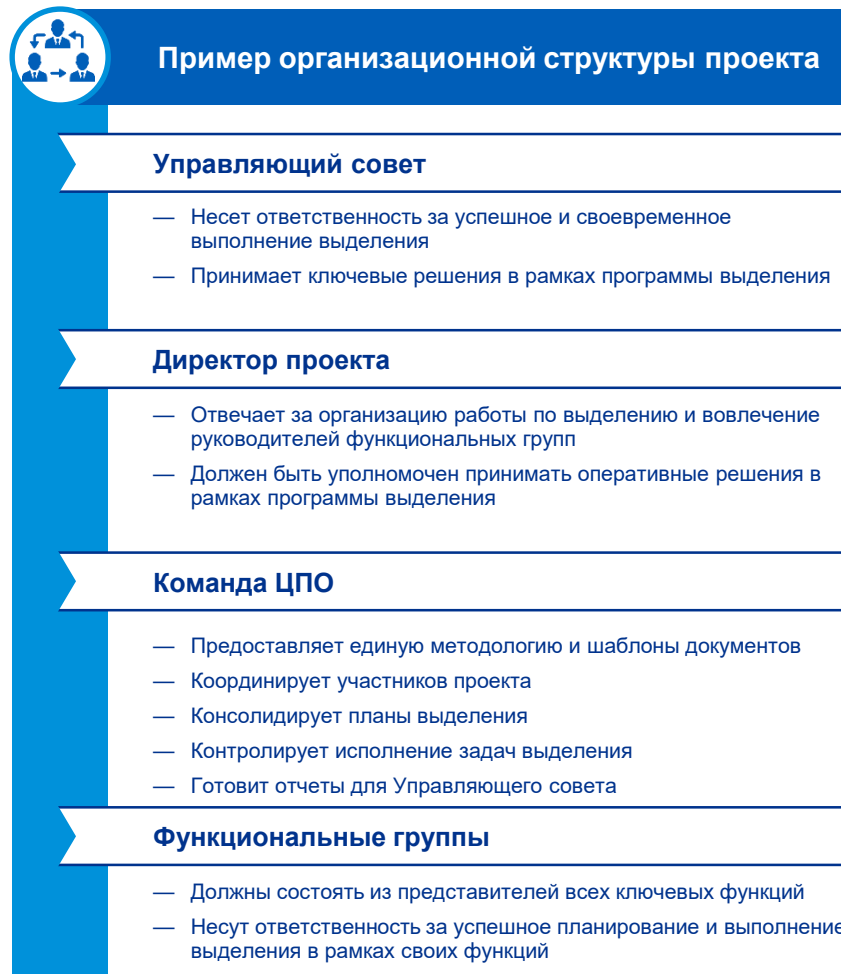 Пример организационной структуры проекта
Управляющий совет
— Несет ответственность за успешное и своевременное
выполнение выделения
— Принимает ключевые решения в рамках программы выделения
Директор проекта
— Отвечает за организацию работы по выделению и вовлечение
руководителей функциональных групп
— Должен быть уполномочен принимать оперативные решения в
рамках программы выделения
Команда ЦПО
— Предоставляет единую методологию и шаблоны документов
— Координирует участников проекта
— Консолидирует планы выделения
— Контролирует исполнение задач выделения
— Готовит отчеты для Управляющего совета
Функциональные группы
— Должны состоять из представителей всех ключевых функций
— Несут ответственность за успешное планирование и выполнение
выделения в рамках своих функций